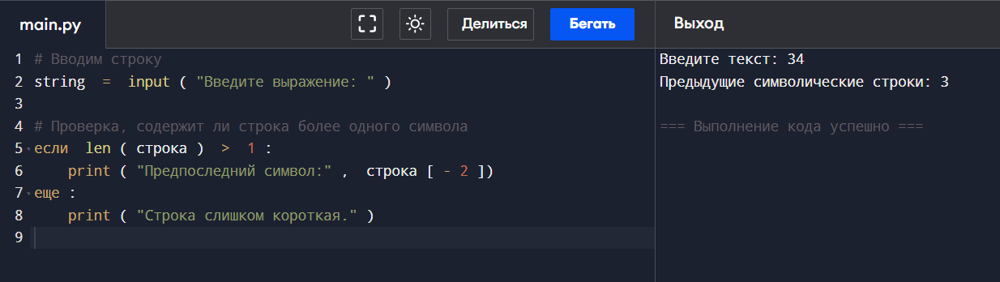 main.py Делиться Бегать Выход
1 # Вводим строку
2 string = input ( "Введите выражение: " )
3
4 # Проверка, содержит ли строка более одного символа
5 если len ( строка ) > 1 :
6 print ( "Предпоследний символ:" , строка [ - 2 ])
7 еще :
8 print ( "Строка слишком короткая." )
9
Введите текст: 34
Предыдущие символические строки: 3
=== Выполнение кода успешно ===